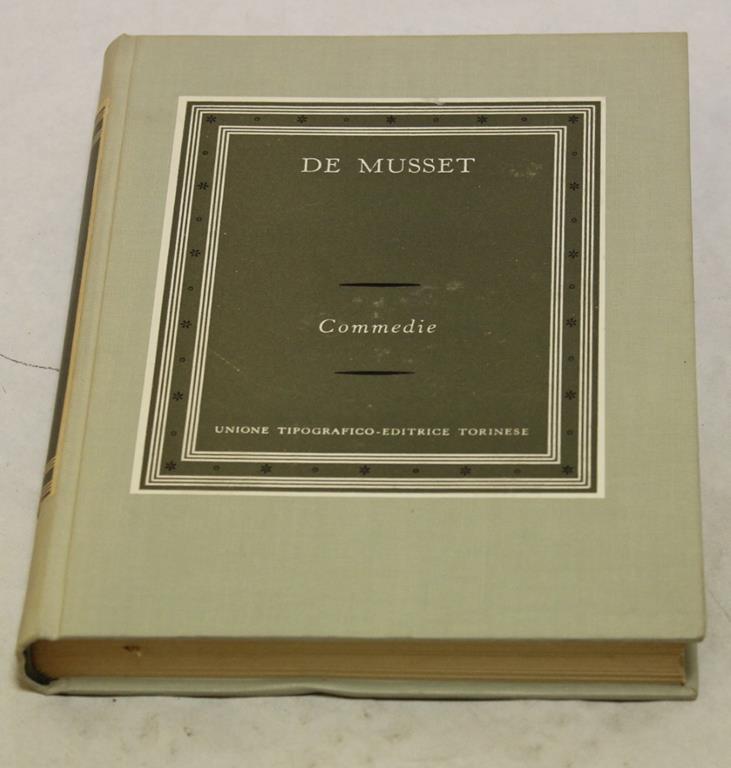 DE MUSSET
Commedie
UNIONE TIPOGRAFICO-EDITRICE TORINESE